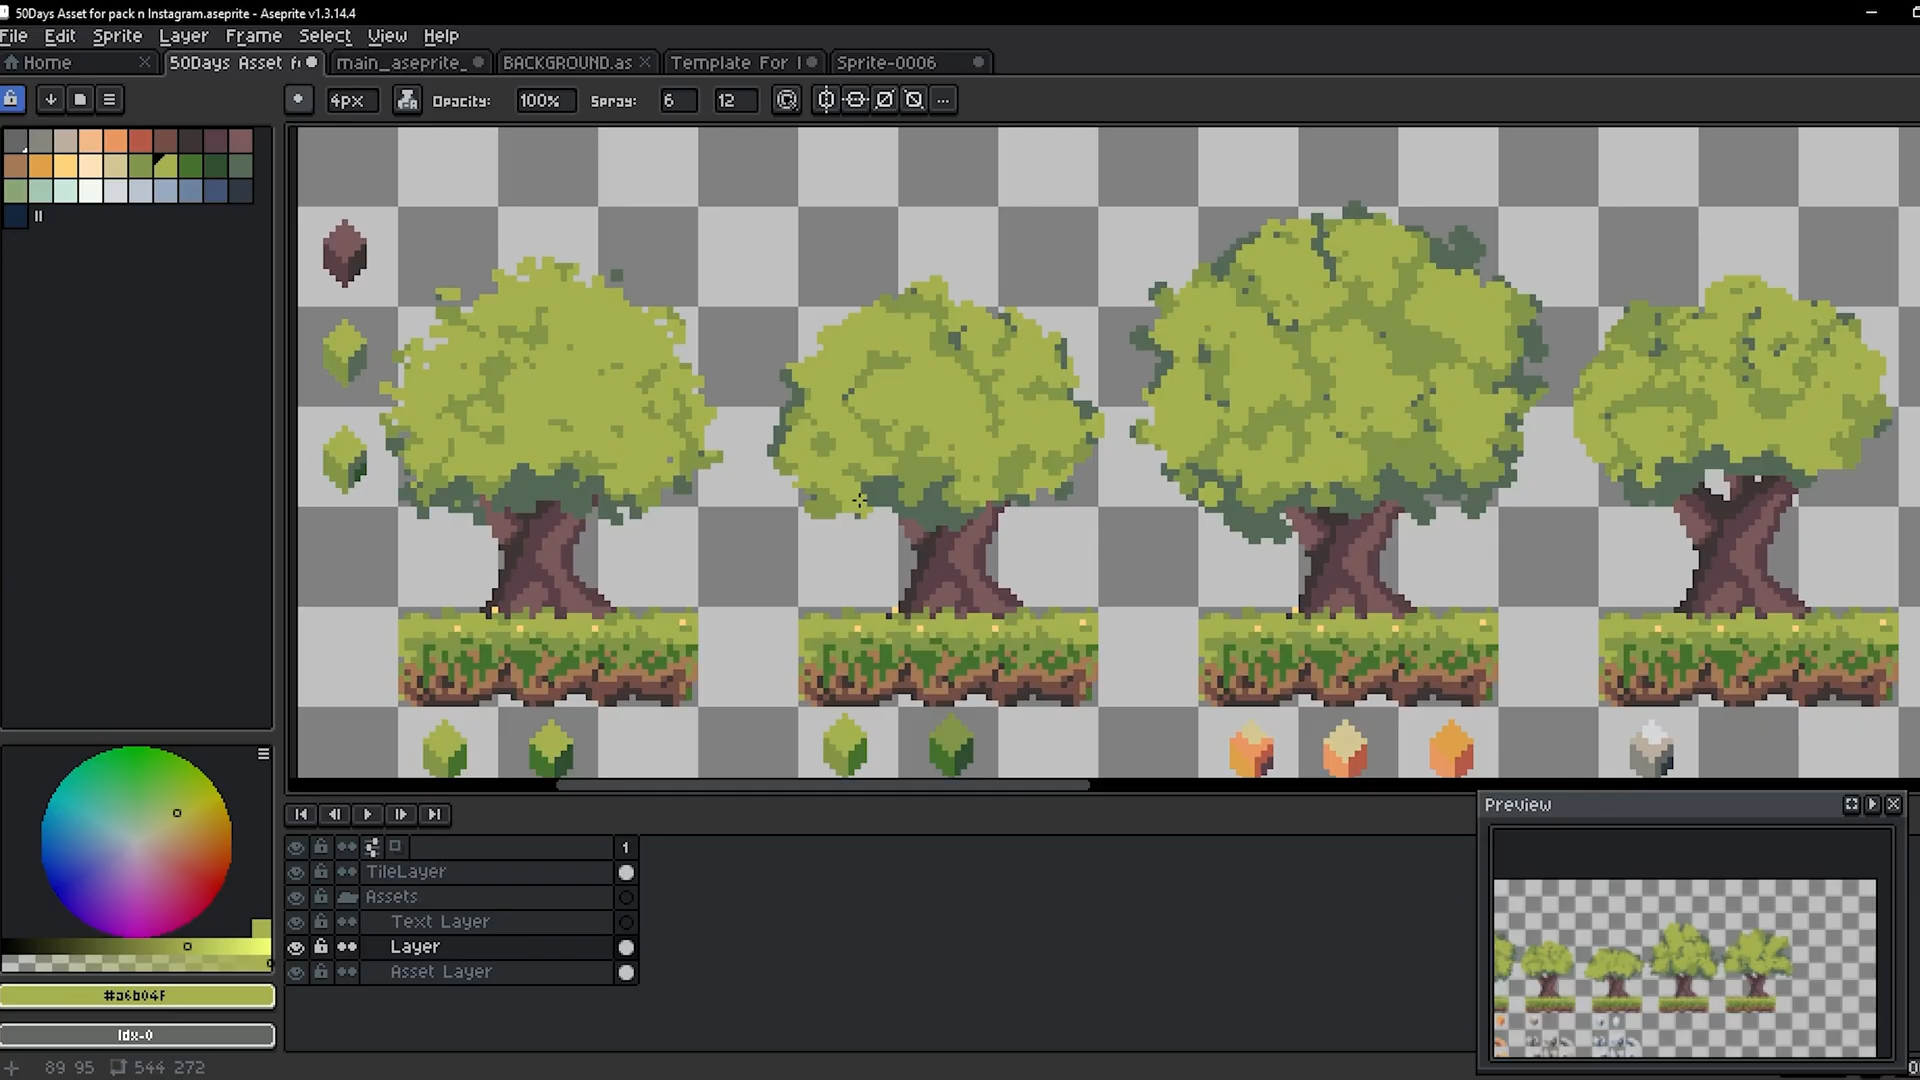 50Days Asset for pack n Instagram.aseprite - Aseprite v1.3.14.4
File Edit Sprite Layer Frame Select View Help
Home 50Days Asset f main_aseprite_ BACKGROUND.as Template For Sprite-0006
4px Opacity: 100% Spray: 6 12
#a6b04f
Idx-0
89 95 544 272
1
TileLayer
Assets
Text Layer
Layer
Asset Layer
Preview